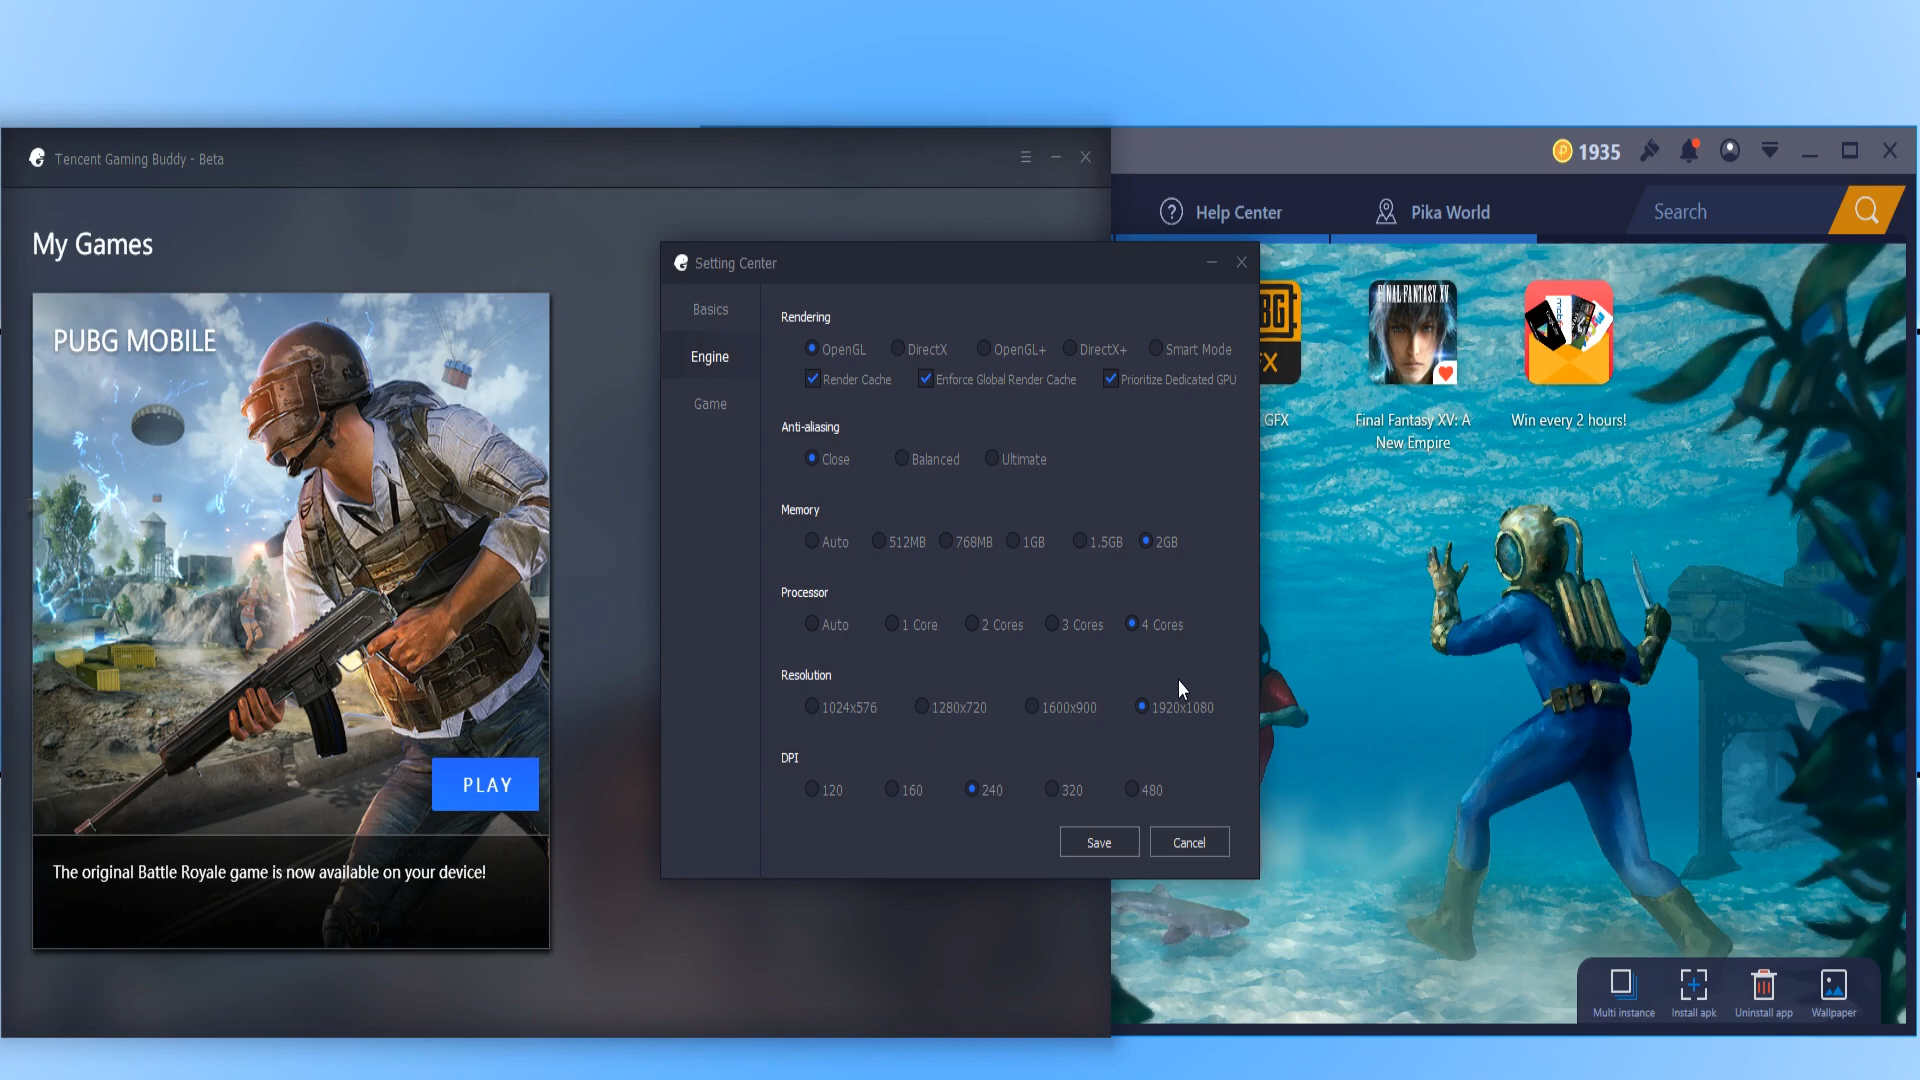 Tencent Gaming Buddy - Beta
My Games
PUBG MOBILE
PLAY
The original Battle Royale game is now available on your device!
Setting Center
Basics
Engine
Game
Rendering
OpenGL DirectX OpenGL+ DirectX+ Smart Mode
Render Cache Enforce Global Render Cache Prioritize Dedicated GPU
Anti-aliasing
Close Balanced Ultimate
Memory
Auto 512MB 768MB 1GB 1.5GB 2GB
Processor
Auto 1 Core 2 Cores 3 Cores 4 Cores
Resolution
1024x576 1280x720 1600x900 1920x1080
DPI
120 160 240 320 480
Save Cancel
1935
Help Center Pika World Search
BG
FX
GFX
FINAL FANTASY XV
Final Fantasy XV: A
New Empire
Win every 2 hours!
Multi instance Install apk Uninstall app Wallpaper